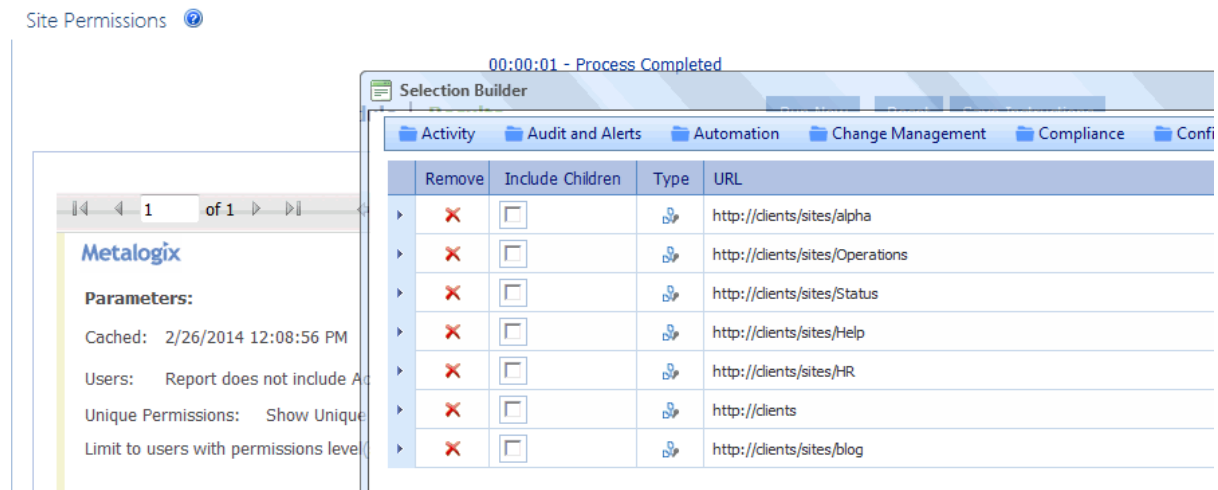 Site Permissions
00:00:01 - Process Completed
Selection Builder
Activity Audit and Alerts Automation Change Management Compliance Confi
Remove Include Children Type URL
http://clients/sites/alpha
http://clients/sites/Operations
http://clients/sites/Status
http://clients/sites/Help
http://clients/sites/HR
http://clients
http://clients/sites/blog
1 of 1
Metalogix
Parameters:
Cached: 2/26/2014 12:08:56 PM
Users: Report does not include Ac
Unique Permissions: Show Unique
Limit to users with permissions level(